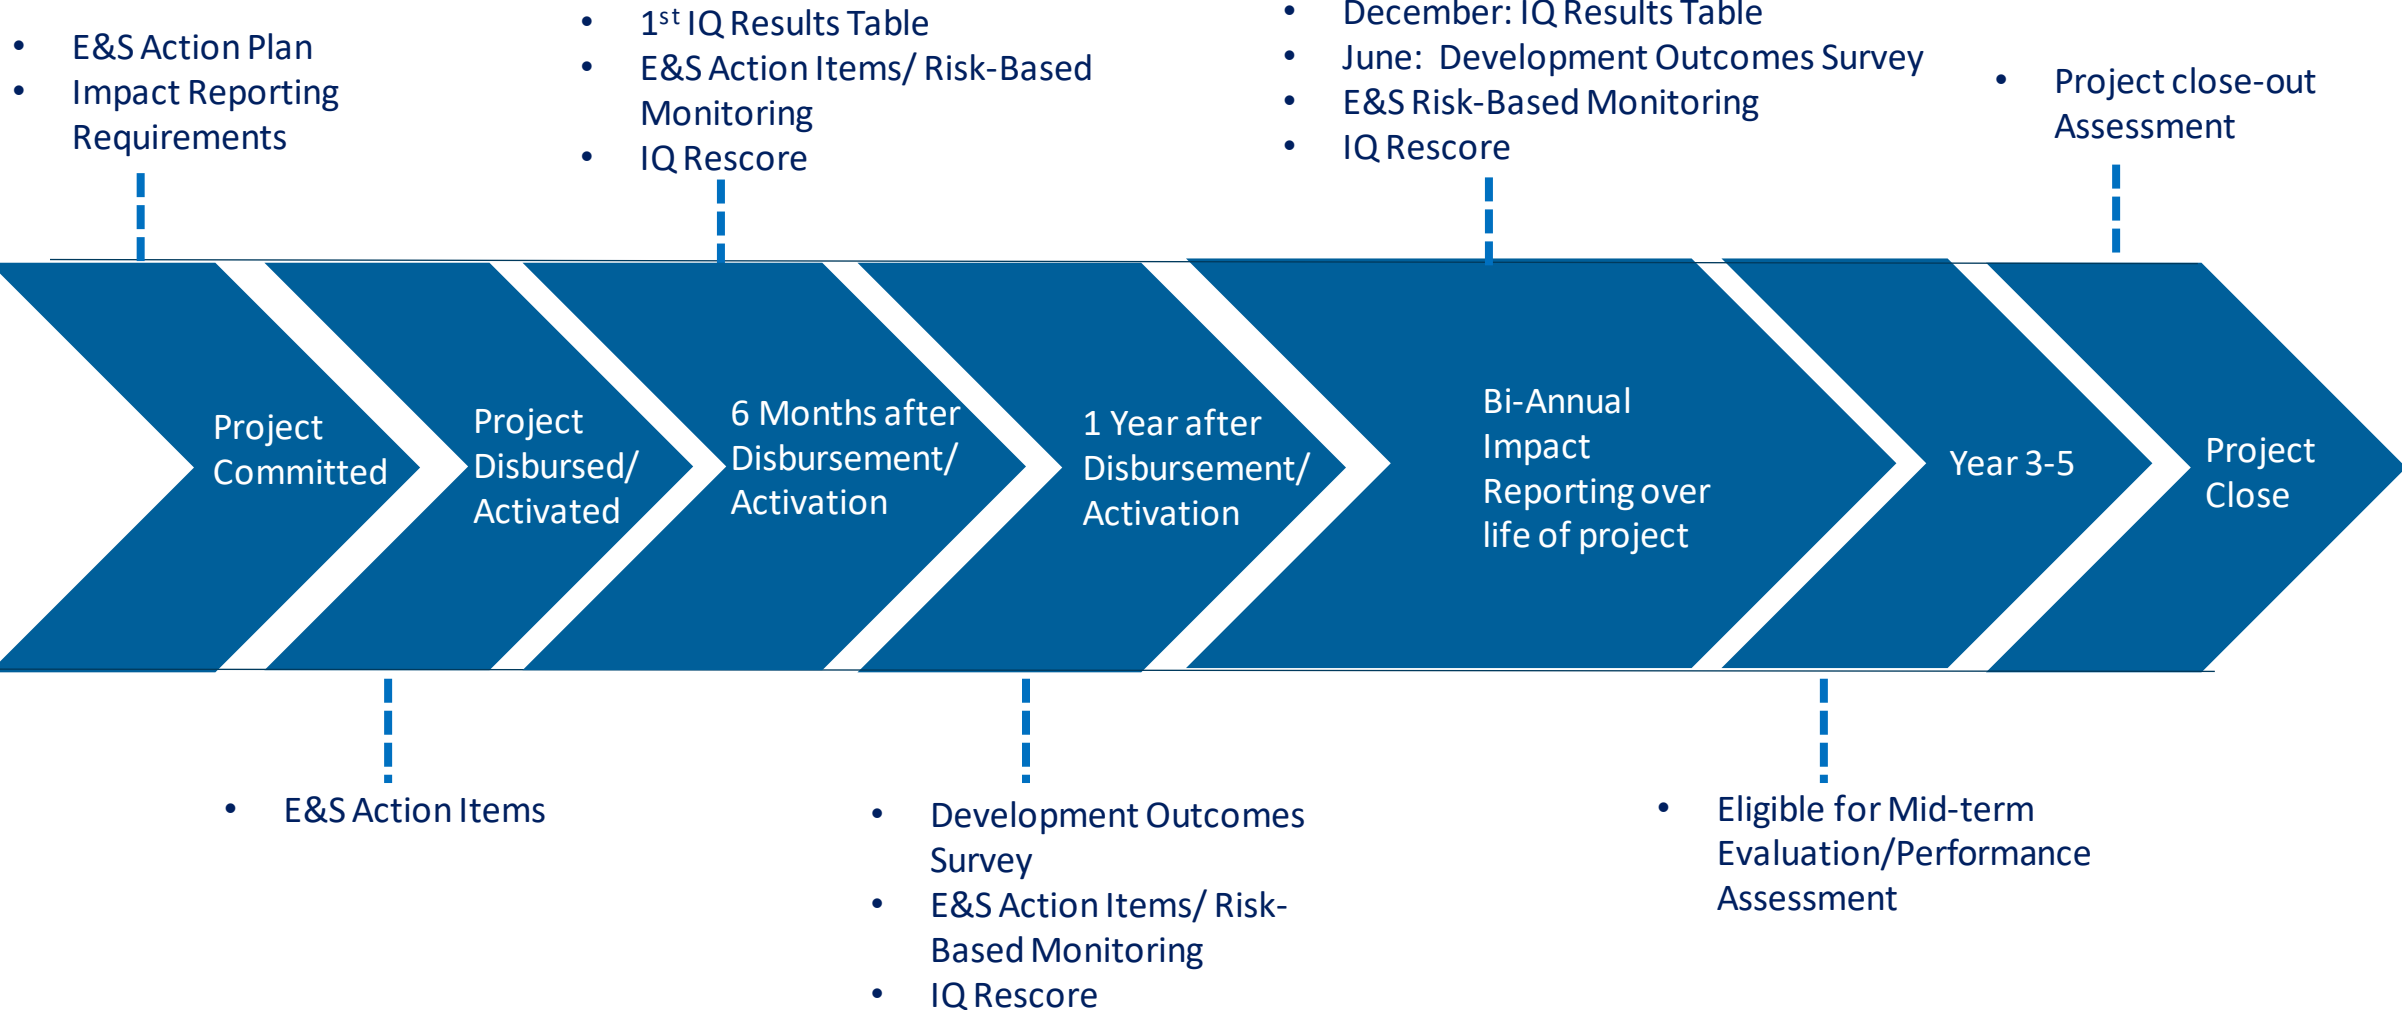 • E&S Action Plan
• Impact Reporting
Requirements
• 1st IQ Results Table
• E&S Action Items/ Risk-Based
Monitoring
• IQ Rescore
• December: IQ Results Table
• June: Development Outcomes Survey
• E&S Risk-Based Monitoring
• IQ Rescore
• Project close-out
Assessment
Project
Committed
Project
Disbursed/
Activated
6 Months after
Disbursement/
Activation
1 Year after
Disbursement/
Activation
Bi-Annual
Impact
Reporting over
life of project
Year 3-5
Project
Close
• E&S Action Items
• Development Outcomes
Survey
• E&S Action Items/ Risk-
Based Monitoring
• IQ Rescore
• Eligible for Mid-term
Evaluation/Performance
Assessment